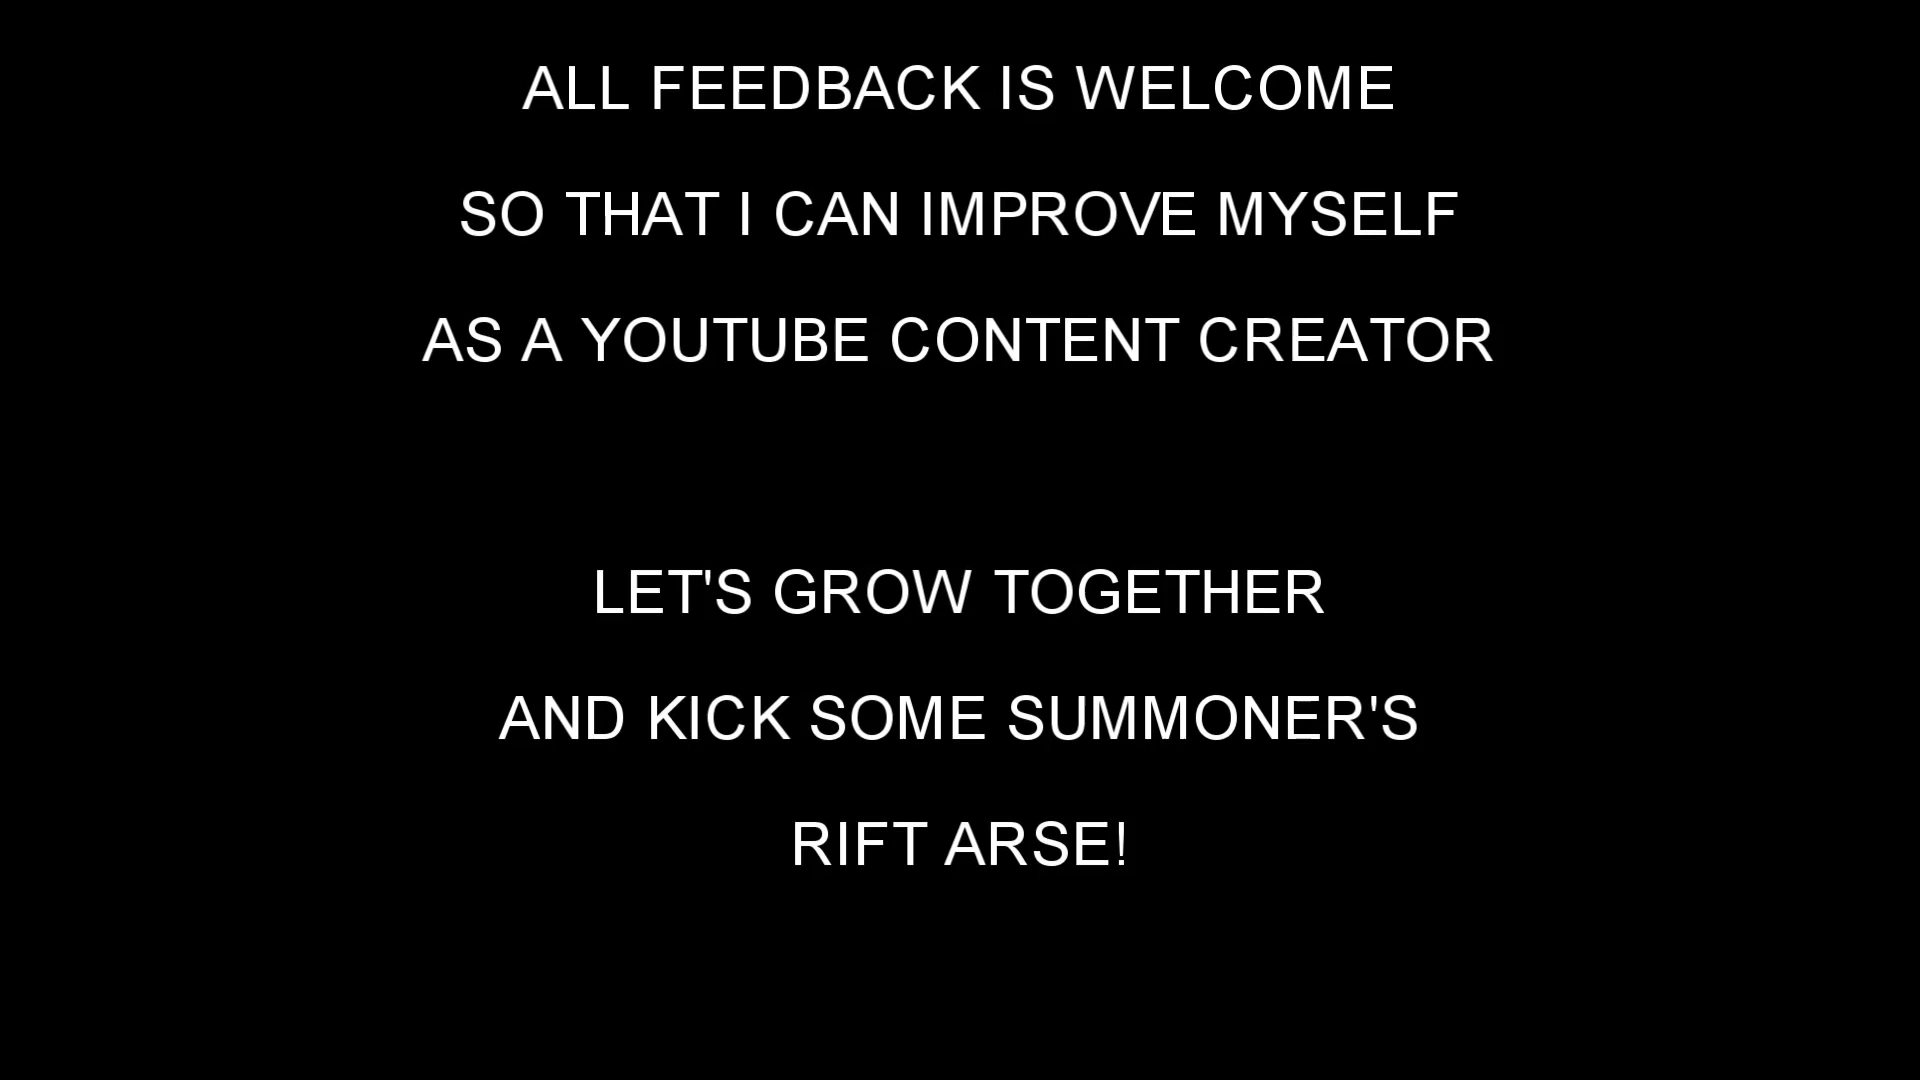 ALL FEEDBACK IS WELCOME
SO THAT I CAN IMPROVE MYSELF
AS A YOUTUBE CONTENT CREATOR
LET'S GROW TOGETHER
AND KICK SOME SUMMONER'S
RIFT ARSE!